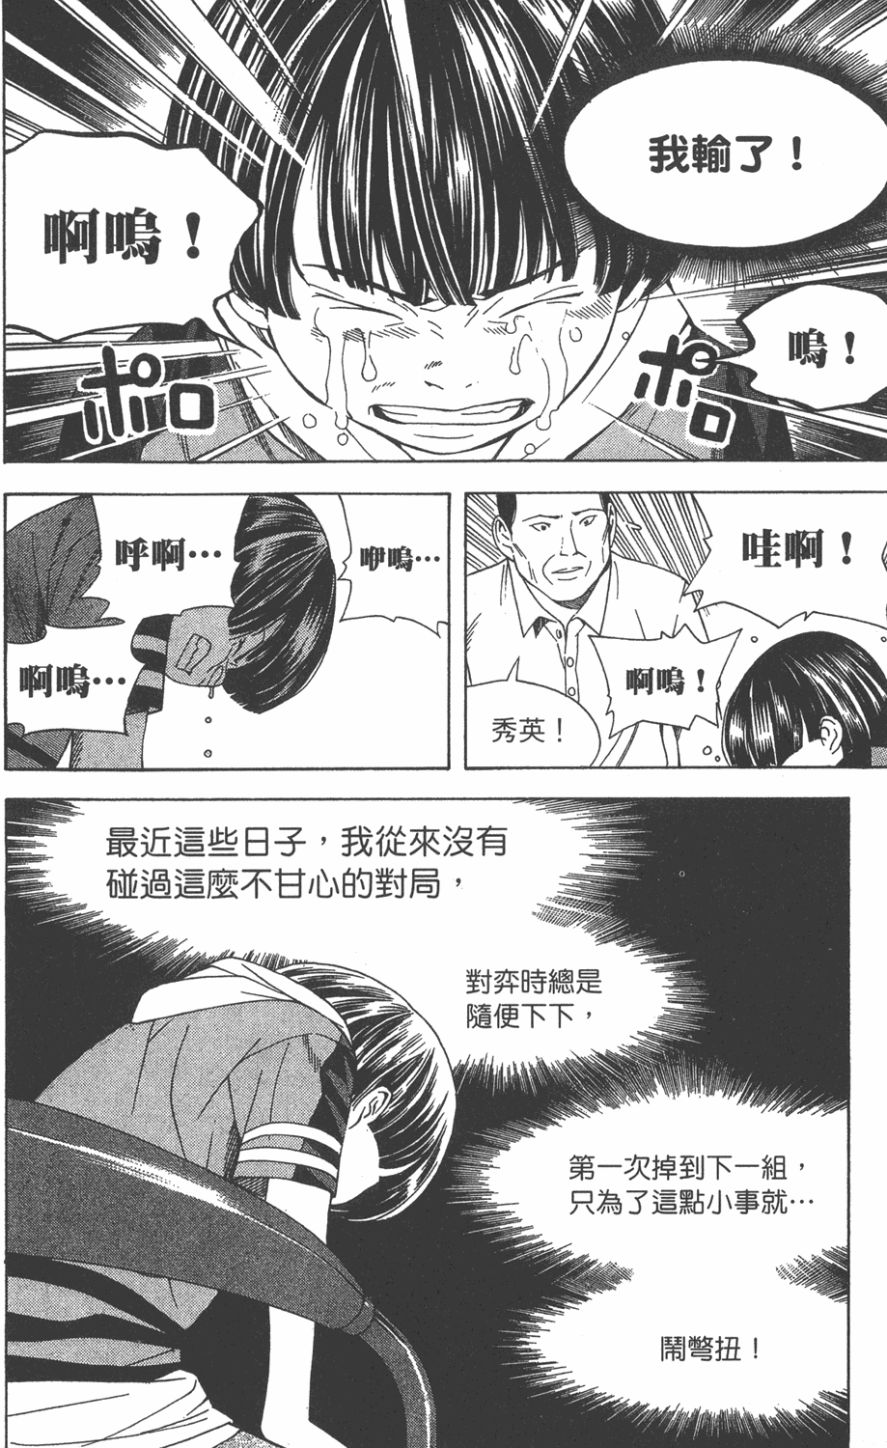 我輸了！
啊嗚！
嗚！
ポロ
ポロ
哇啊！
啊嗚！
秀英！
咿嗚…
呼啊…
啊嗚…
最近這些日子，我從來沒有
碰過這麼不甘心的對局，
對弈時總是
隨便下下，
第一次掉到下一組，
只為了這點小事就…
鬧彆扭！